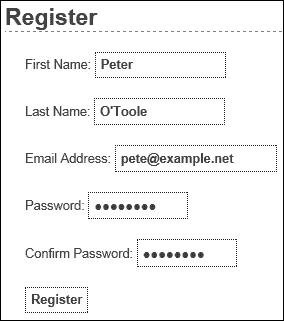 Register
First Name: Peter
Last Name: O'Toole
Email Address: pete@example.net
Password: ●●●●●●●●
Confirm Password: ●●●●●●●●
Register